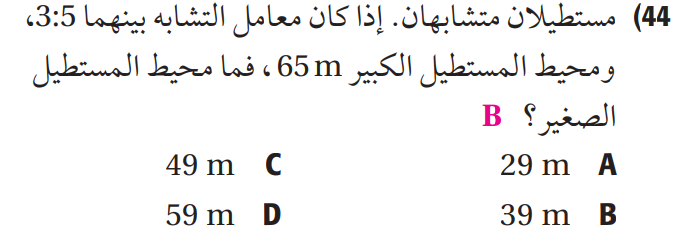 44) مستطيلان متشابهان. إذا كان معامل التشابه بينهما 3:5،
ومحيط المستطيل الكبير 65 m، فما محيط المستطيل
الصغير؟ B
29 m A
49 m C
39 m B
59 m D